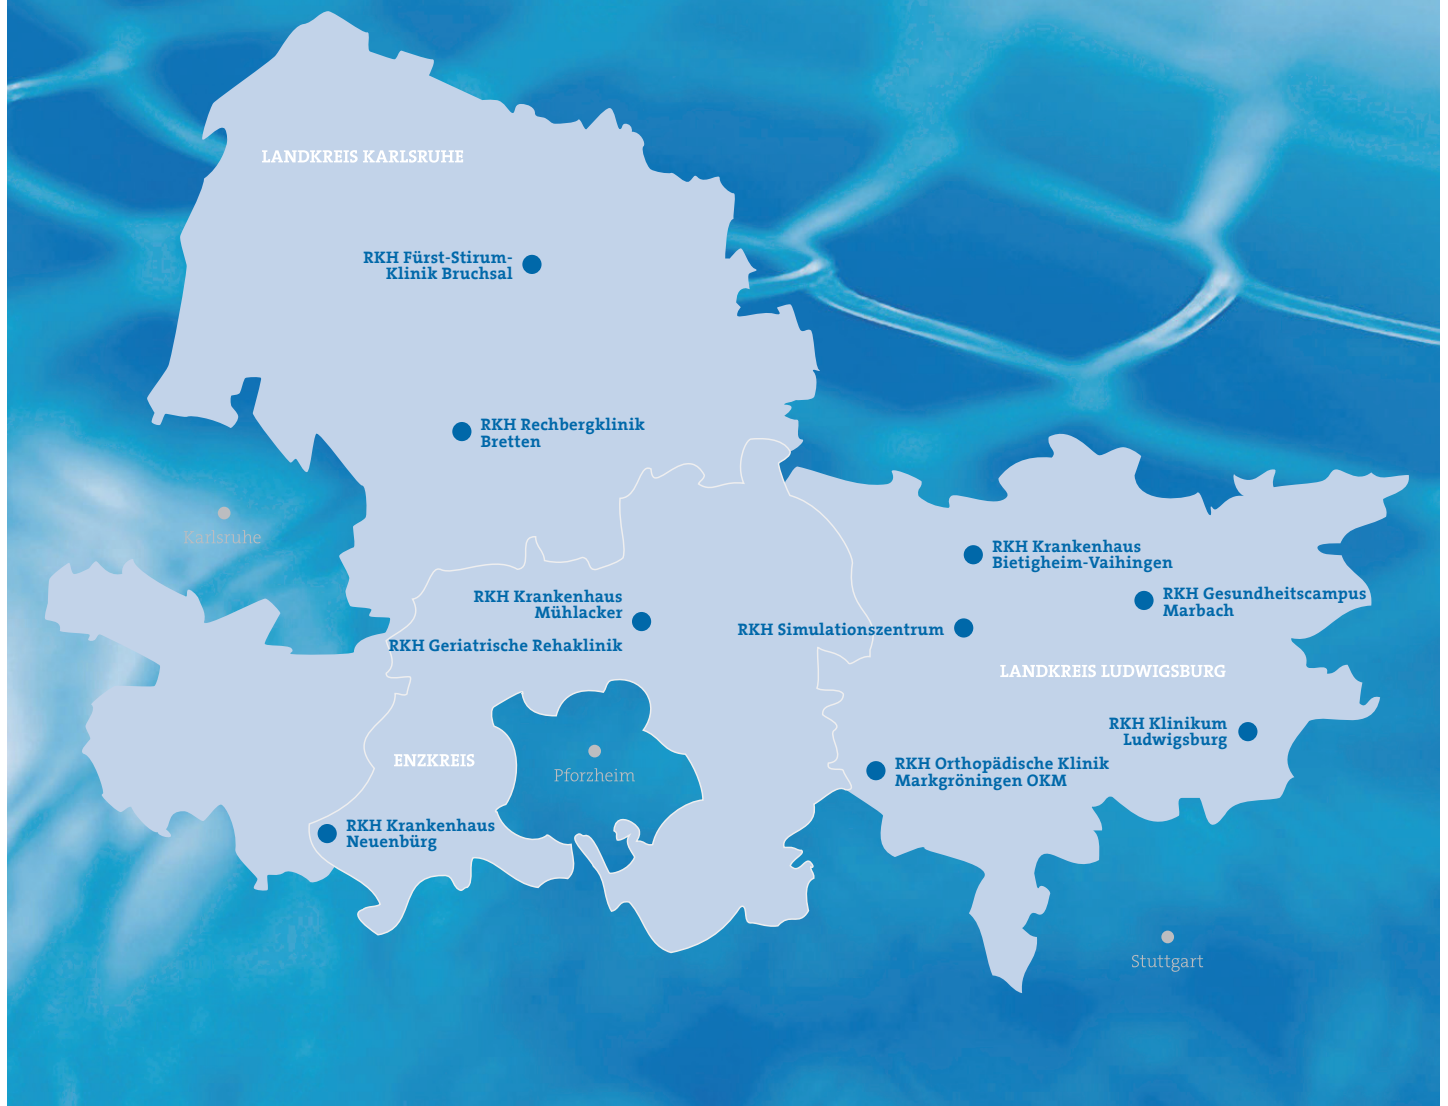 LANDKREIS KARLSRUHE
RKH Fürst-Stirum-
Klinik Bruchsal
RKH Rechbergklinik
Bretten
Karlsruhe
RKH Krankenhaus
Bietigheim-Vaihingen
RKH Gesundheitscampus
Marbach
RKH Krankenhaus
Mühlacker
RKH Geriatrische Rehaklinik
RKH Simulationszentrum
LANDKREIS LUDWIGSBURG
RKH Klinikum
Ludwigsburg
ENZKREIS
Pforzheim
RKH Orthopädische Klinik
Markgröningen OKM
RKH Krankenhaus
Neuenbürg
Stuttgart